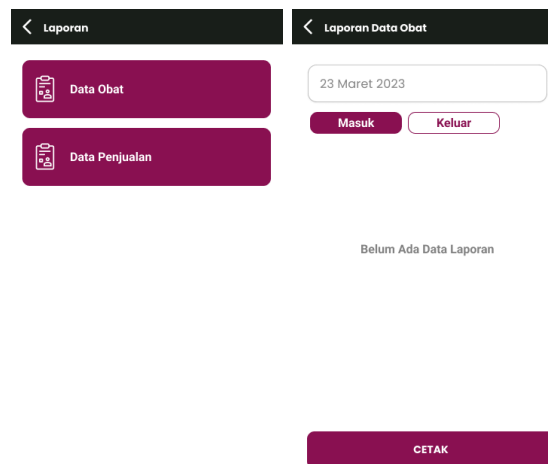 Laporan
Data Obat
Data Penjualan
Laporan Data Obat
23 Maret 2023
Masuk
Keluar
Belum Ada Data Laporan
CETAK